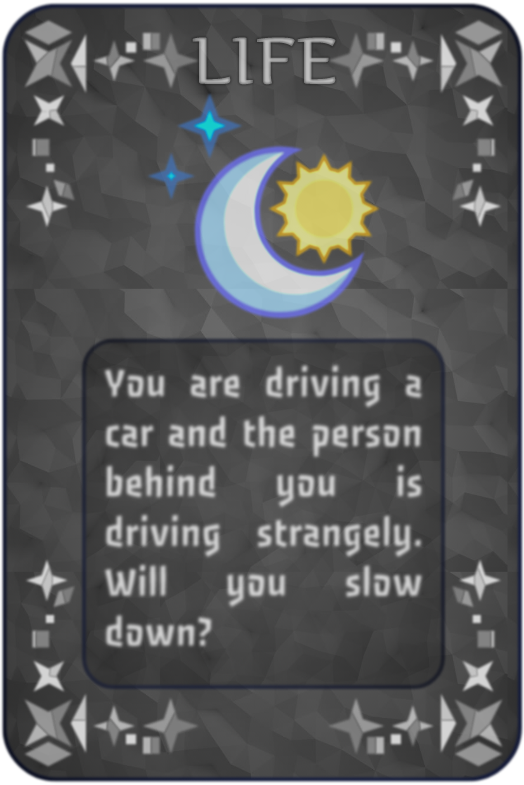 LIFE
You are driving a
car and the person
behind you is
driving strangely.
Will you slow
down?